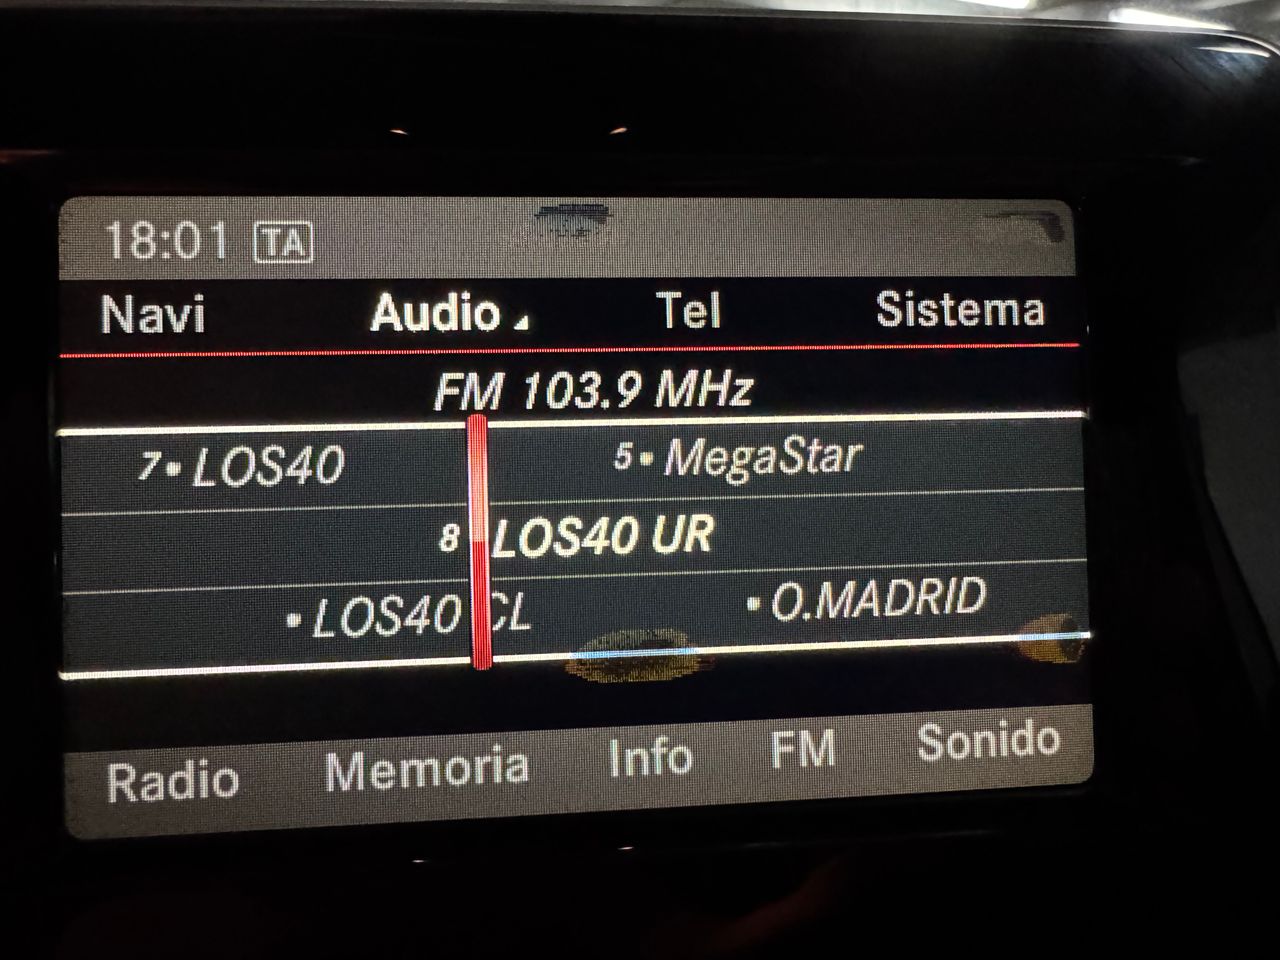 18:01 TA
Navi Audio Tel Sistema
FM 103.9 MHz
7• LOS40 5• MegaStar
8 LOS40 UR
• LOS40 CL • O.MADRID
Radio Memoria Info FM Sonido